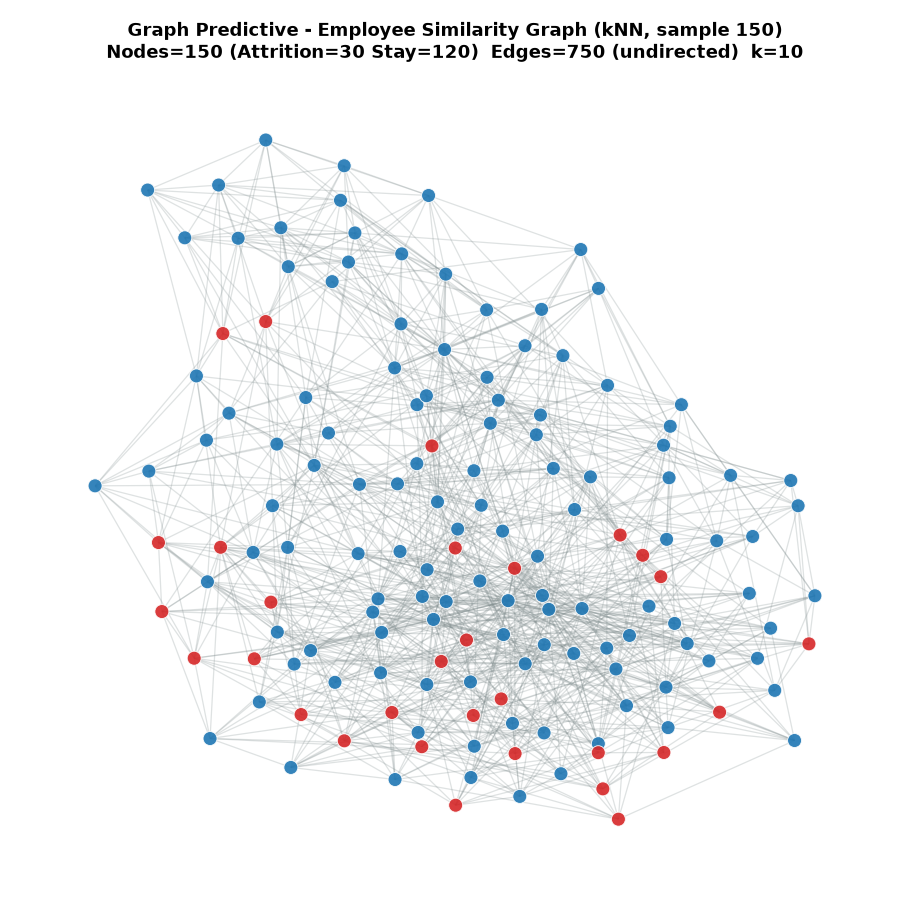 Graph Predictive - Employee Similarity Graph (kNN, sample 150)
Nodes=150 (Attrition=30 Stay=120)  Edges=750 (undirected)  k=10